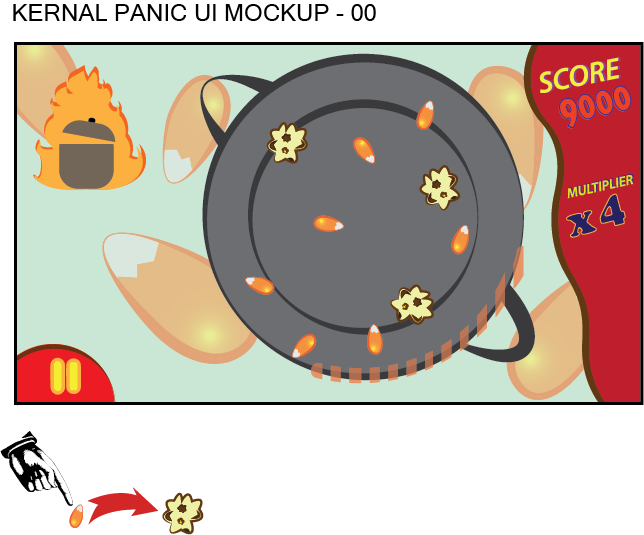 KERNAL PANIC UI MOCKUP - 00
SCORE
9000
MULTIPLIER
x 4